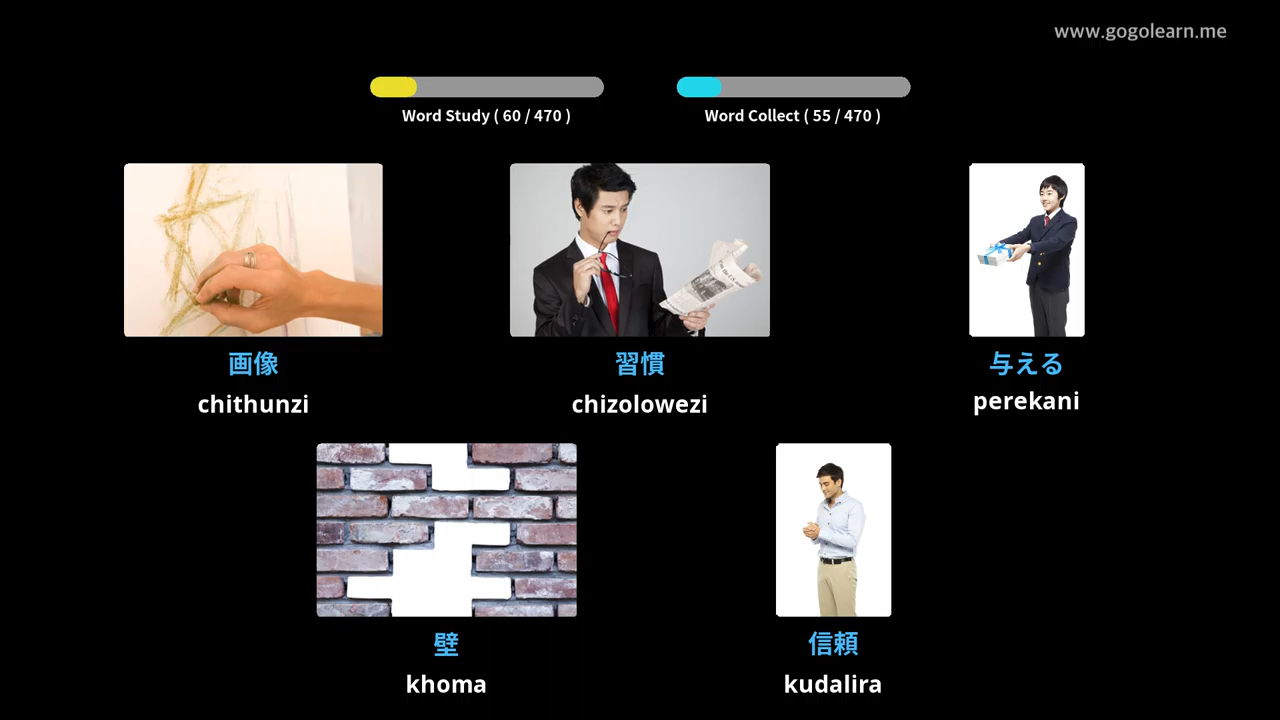 www.gogolearn.me
Word Study ( 60 / 470 )
Word Collect ( 55 / 470 )
画像
chithunzi
習慣
chizolowezi
与える
perekani
壁
khoma
信頼
kudalira